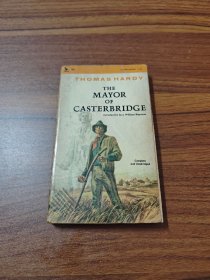 THOMAS HARDY
THE
MAYOR
OF
CASTERBRIDGE
Complete
and Unabridged